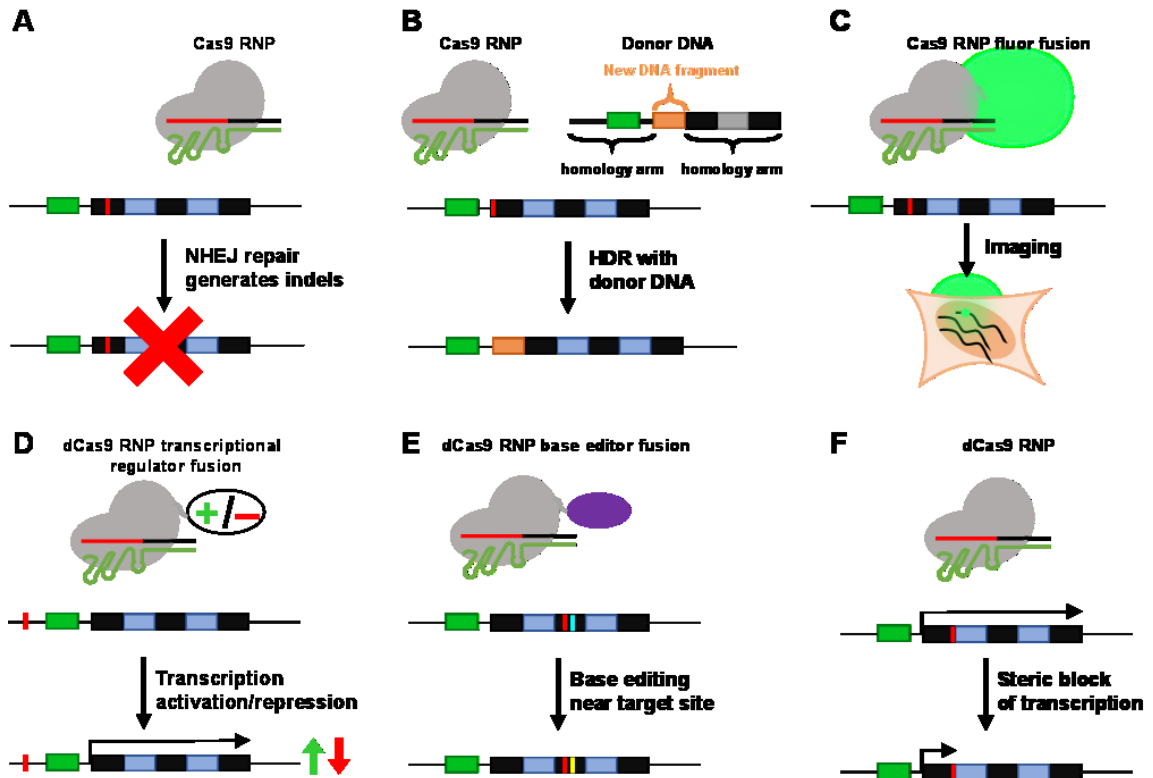 A
Cas9 RNP
NHEJ repair
generates indels
B
Cas9 RNP
Donor DNA
New DNA fragment
homology arm
homology arm
HDR with
donor DNA
C
Cas9 RNP fluor fusion
Imaging
D
dCas9 RNP transcriptional
regulator fusion
+/−
Transcription
activation/repression
E
dCas9 RNP base editor fusion
Base editing
near target site
F
dCas9 RNP
Steric block
of transcription